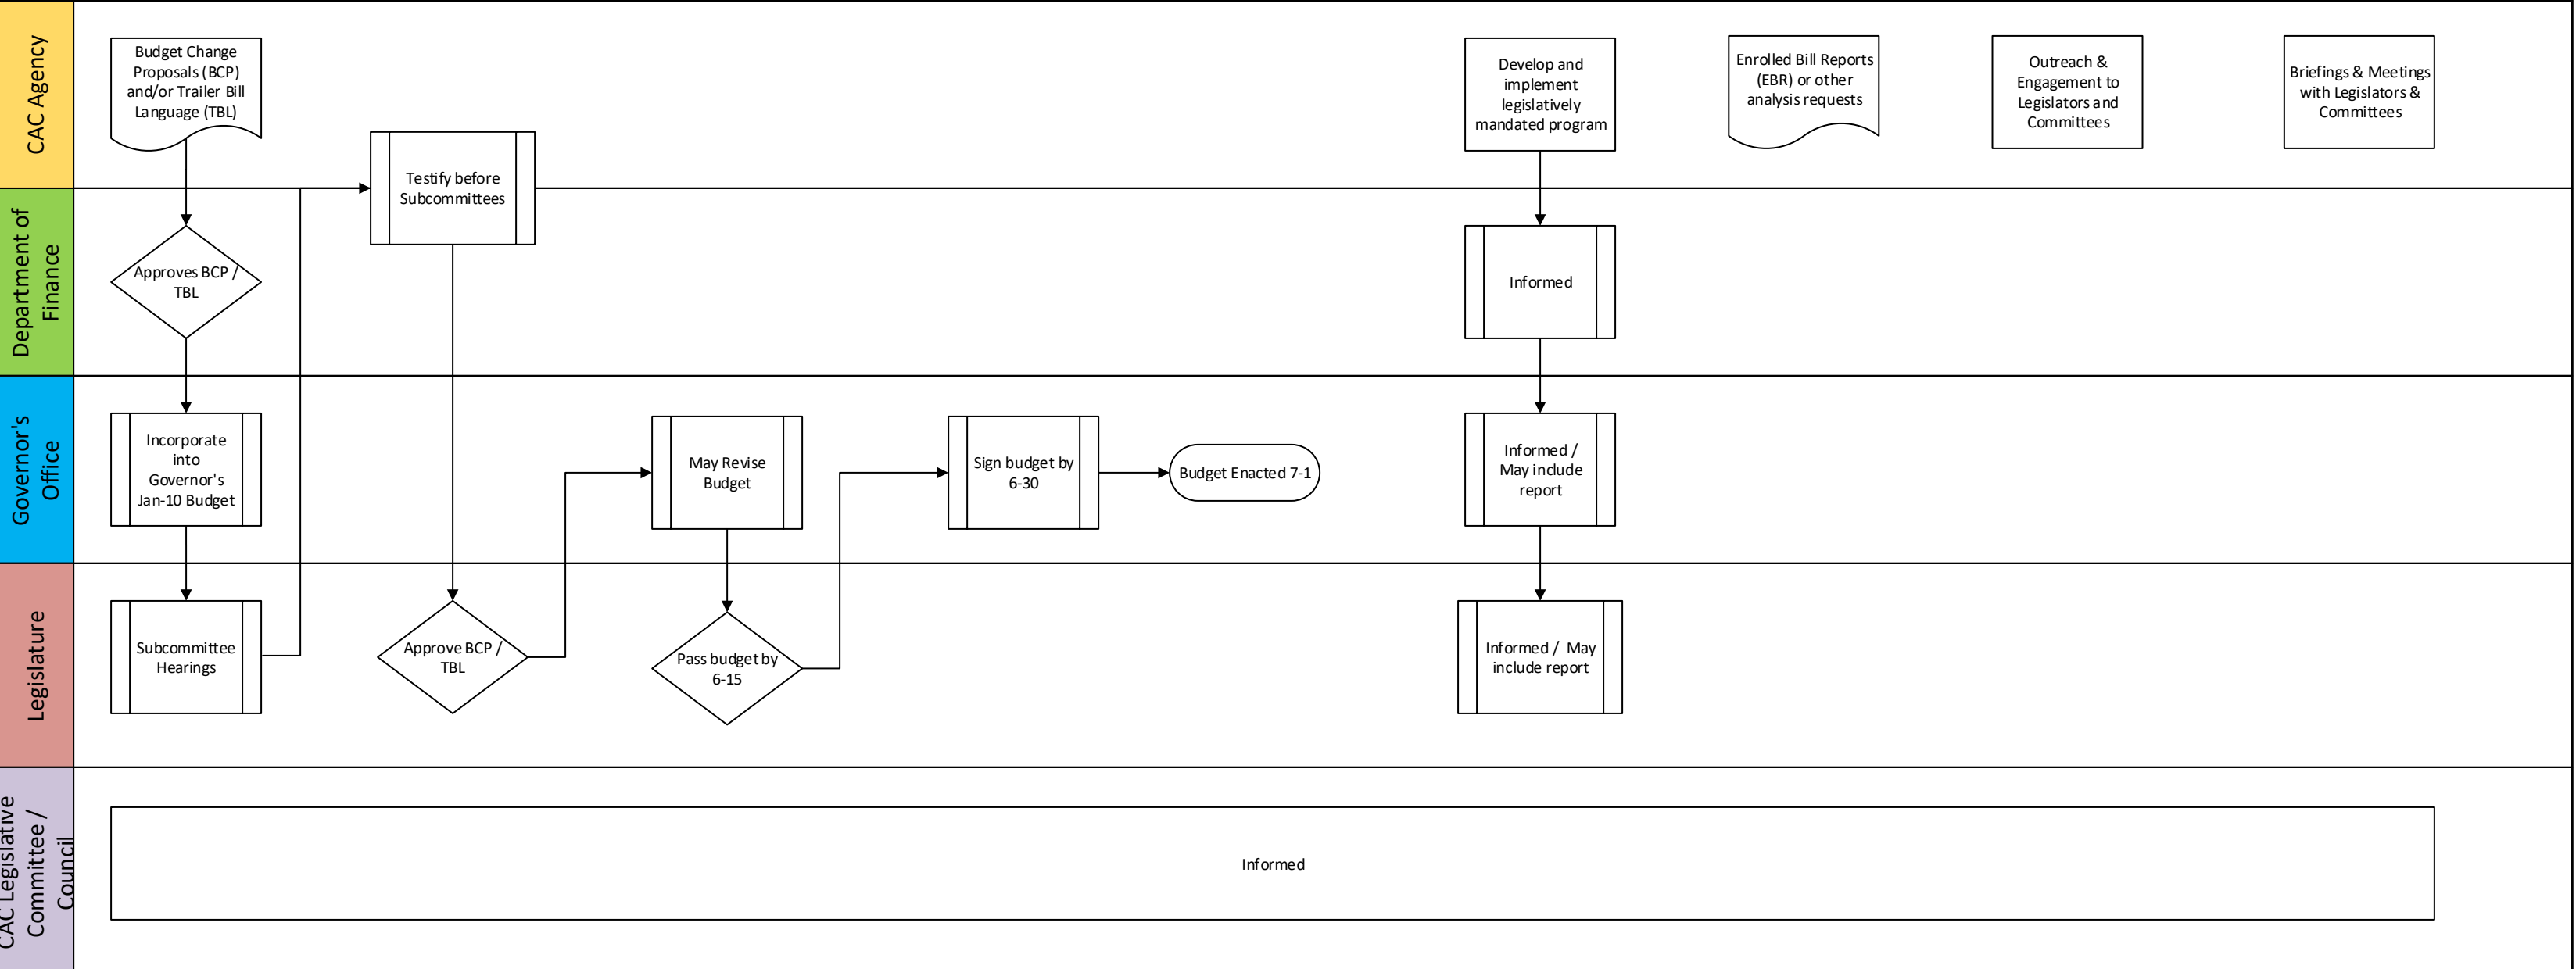 CAC Agency
Budget Change
Proposals (BCP)
and/or Trailer Bill
Language (TBL)
Develop and
implement
legislatively
mandated program
Enrolled Bill Reports
(EBR) or other
analysis requests
Outreach &
Engagement to
Legislators and
Committees
Briefings & Meetings
with Legislators &
Committees
Testify before
Subcommittees
Department of
Finance
Approves BCP /
TBL
Informed
Governor's
Office
Incorporate
into
Governor's
Jan-10 Budget
May Revise
Budget
Sign budget by
6-30
Budget Enacted 7-1
Informed /
May include
report
Legislature
Subcommittee
Hearings
Approve BCP /
TBL
Pass budget by
6-15
Informed / May
include report
CAC Legislative
Committee /
Council
Informed